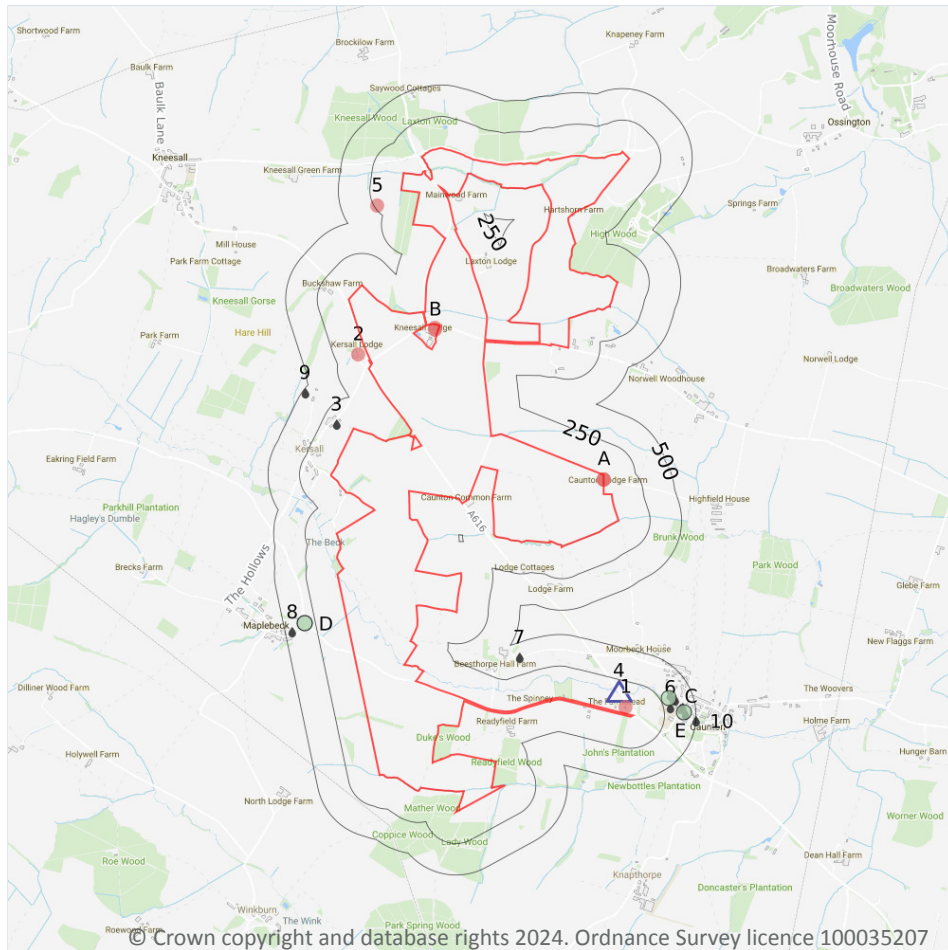 Shortwood Farm
Knapeney Farm
Brockilow Farm
Moorhouse Road
Baulk Farm
Baulk Lane
Saywood Cottages
Kneesall Wood
Laxton Wood
Ossington
Kneesall
Kneesall Green Farm
5
Mainwood Farm
Hartshorn Farm
Springs Farm
250
High Wood
Mill House
Park Farm Cottage
Laxton Lodge
Broadwaters Farm
Buckshaw Farm
Broadwaters Wood
Kneesall Gorse
B
Park Farm
Hare Hill
2
Kersall Lodge
Norwell Lodge
9
Norwell Woodhouse
3
250
500
Kersall
Eakring Field Farm
A
Caunton Lodge Farm
Parkhill Plantation
Hagley's Dumble
Caunton Common Farm
Highfield House
A616
The Beck
Brunk Wood
Brecks Farm
Lodge Cottages
Park Wood
The Hollows
Lodge Farm
Glebe Farm
8
D
Maplebeck
7
Moorbeck House
New Flaggs Farm
Beesthorpe Hall Farm
4
Dilliner Wood Farm
The Spinney
1
6
C
The Woovers
Readyfield Farm
10
E
Caunton
Holme Farm
Duke's Wood
Holywell Farm
John's Plantation
Hunger Barn
Readyfield Wood
Newbottles Plantation
North Lodge Farm
Mather Wood
Worner Wood
Coppice Wood
Lady Wood
Roe Wood
Dean Hall Farm
Knapthorpe
Doncaster's Plantation
Winkburn
The Wink
Park Spring Wood
© Crown copyright and database rights 2024. Ordnance Survey licence 100035207